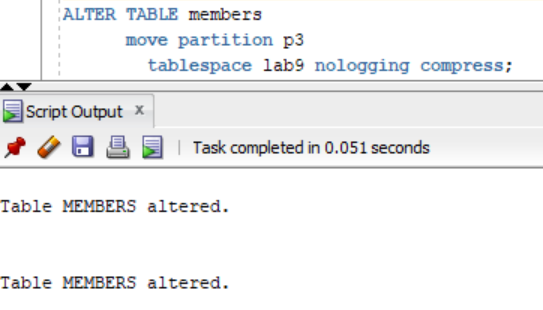 ALTER TABLE members
move partition p3
tablespace lab9 nologging compress;
Script Output x
Task completed in 0.051 seconds
Table MEMBERS altered.
Table MEMBERS altered.